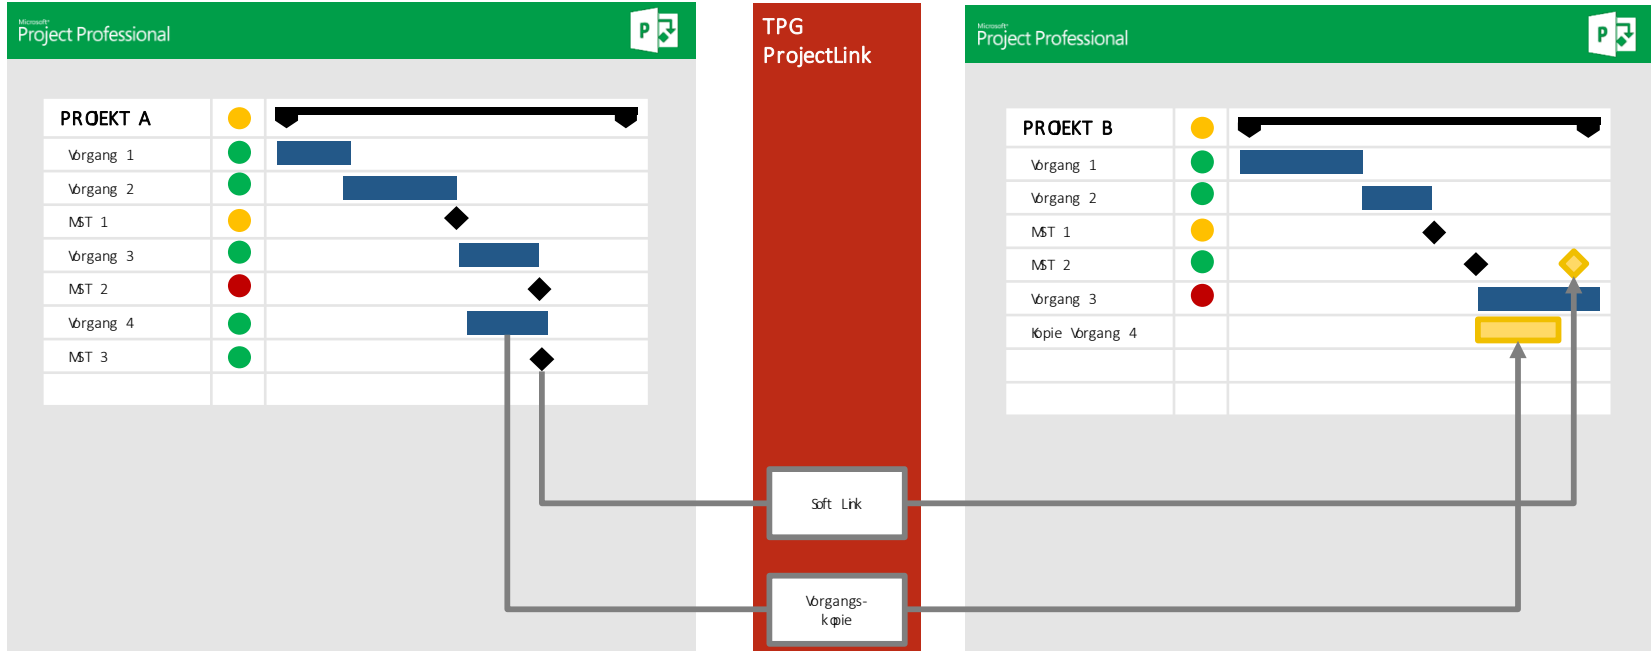 Microsoft®
Project Professional
P
PROJEKT A
Vorgang 1
Vorgang 2
MST 1
Vorgang 3
MST 2
Vorgang 4
MST 3
TPG
ProjectLink
Soft Link
Vorgangs-
kopie
Microsoft®
Project Professional
P
PROJEKT B
Vorgang 1
Vorgang 2
MST 1
MST 2
Vorgang 3
Kopie Vorgang 4